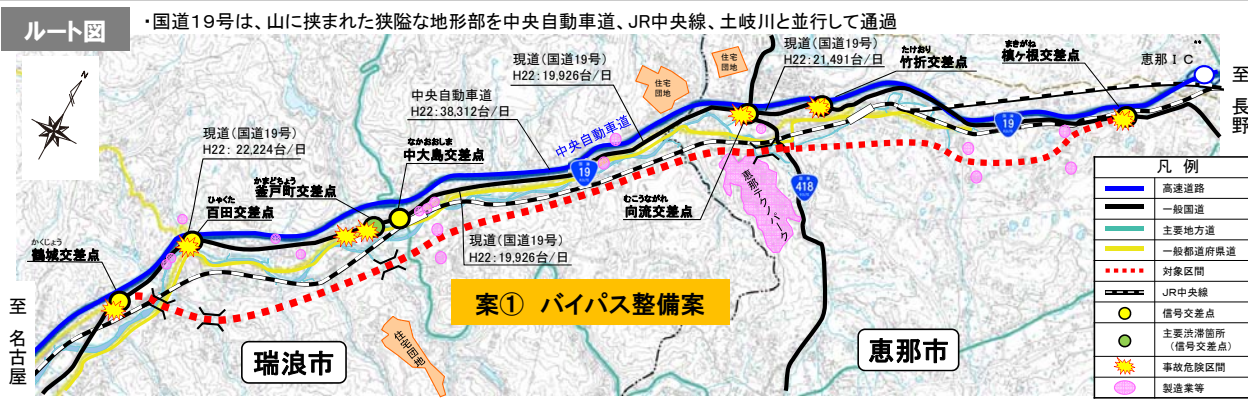 ルート図
・国道19号は、山に挟まれた狭隘な地形部を中央自動車道、JR中央線、土岐川と並行して通過
N
現道(国道19号)
H22:19,926台/日
住宅
団地
現道(国道19号)
H22:21,491台/日
たけおり
竹折交差点
まきがね
槙ヶ根交差点
恵那IC
至
長野
住宅
団地
中央自動車道
H22:38,312台/日
中央自動車道
19
19
現道(国道19号)
H22: 22,224台/日
なかおおしま
中大島交差点
かまどちょう
釜戸町交差点
ひゃくた
百田交差点
かくじょう
鶴城交差点
現道(国道19号)
H22:19,926台/日
むこうながれ
向流交差点
恵那テクノパーク
418
案① バイパス整備案
至
名古屋
瑞浪市
住宅団地
恵那市
凡 例
高速道路
一般国道
主要地方道
一般都道府県道
対象区間
JR中央線
信号交差点
主要渋滞箇所
(信号交差点)
事故危険区間
製造業等